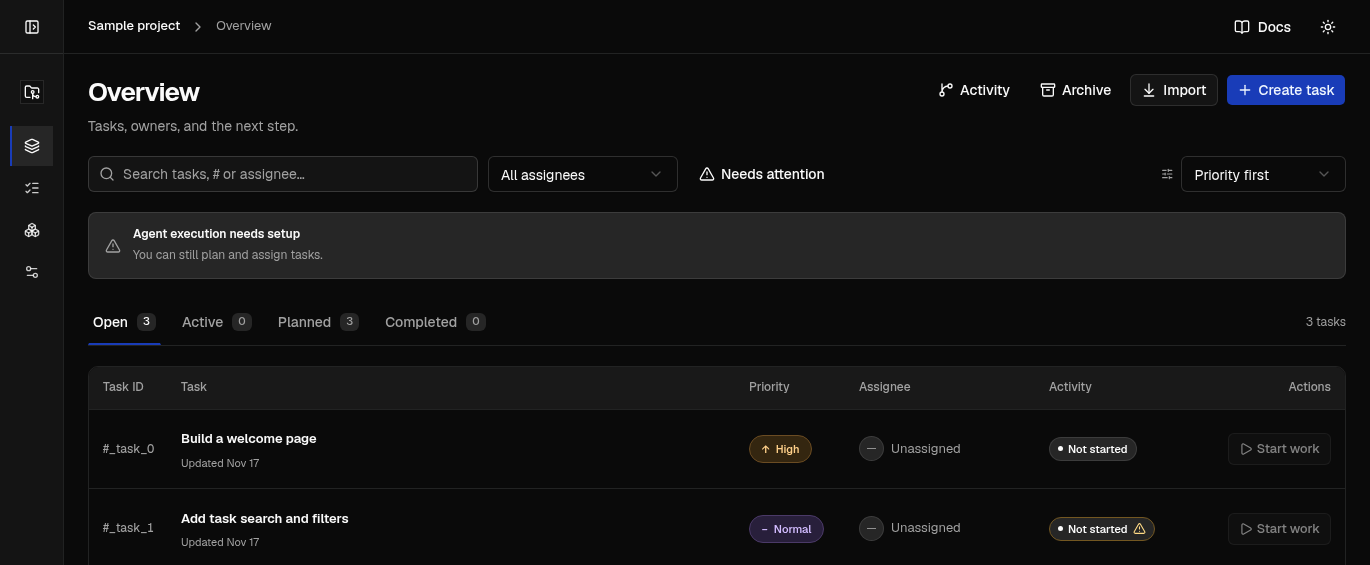 Sample project > Overview
Docs
Overview
Activity
Archive
Import
+ Create task
Tasks, owners, and the next step.
Search tasks, # or assignee...
All assignees
Needs attention
Priority first
Agent execution needs setup
You can still plan and assign tasks.
Open 3
Active 0
Planned 3
Completed 0
3 tasks
Task ID Task Priority Assignee Activity Actions
#_task_0 Build a welcome page ↑ High — Unassigned Not started Start work
Updated Nov 17
#_task_1 Add task search and filters – Normal — Unassigned Not started Start work
Updated Nov 17